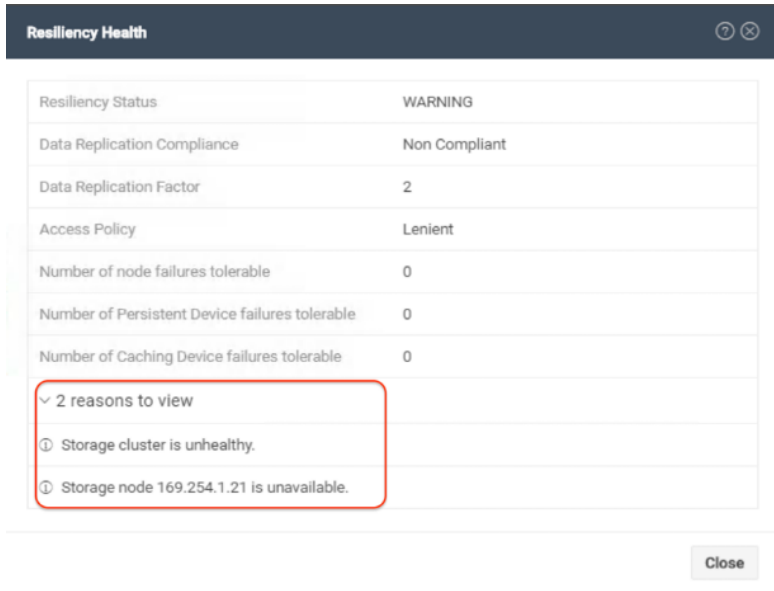 Resiliency Health
Resiliency Status WARNING
Data Replication Compliance Non Compliant
Data Replication Factor 2
Access Policy Lenient
Number of node failures tolerable 0
Number of Persistent Device failures tolerable 0
Number of Caching Device failures tolerable 0
2 reasons to view
Storage cluster is unhealthy.
Storage node 169.254.1.21 is unavailable.
Close